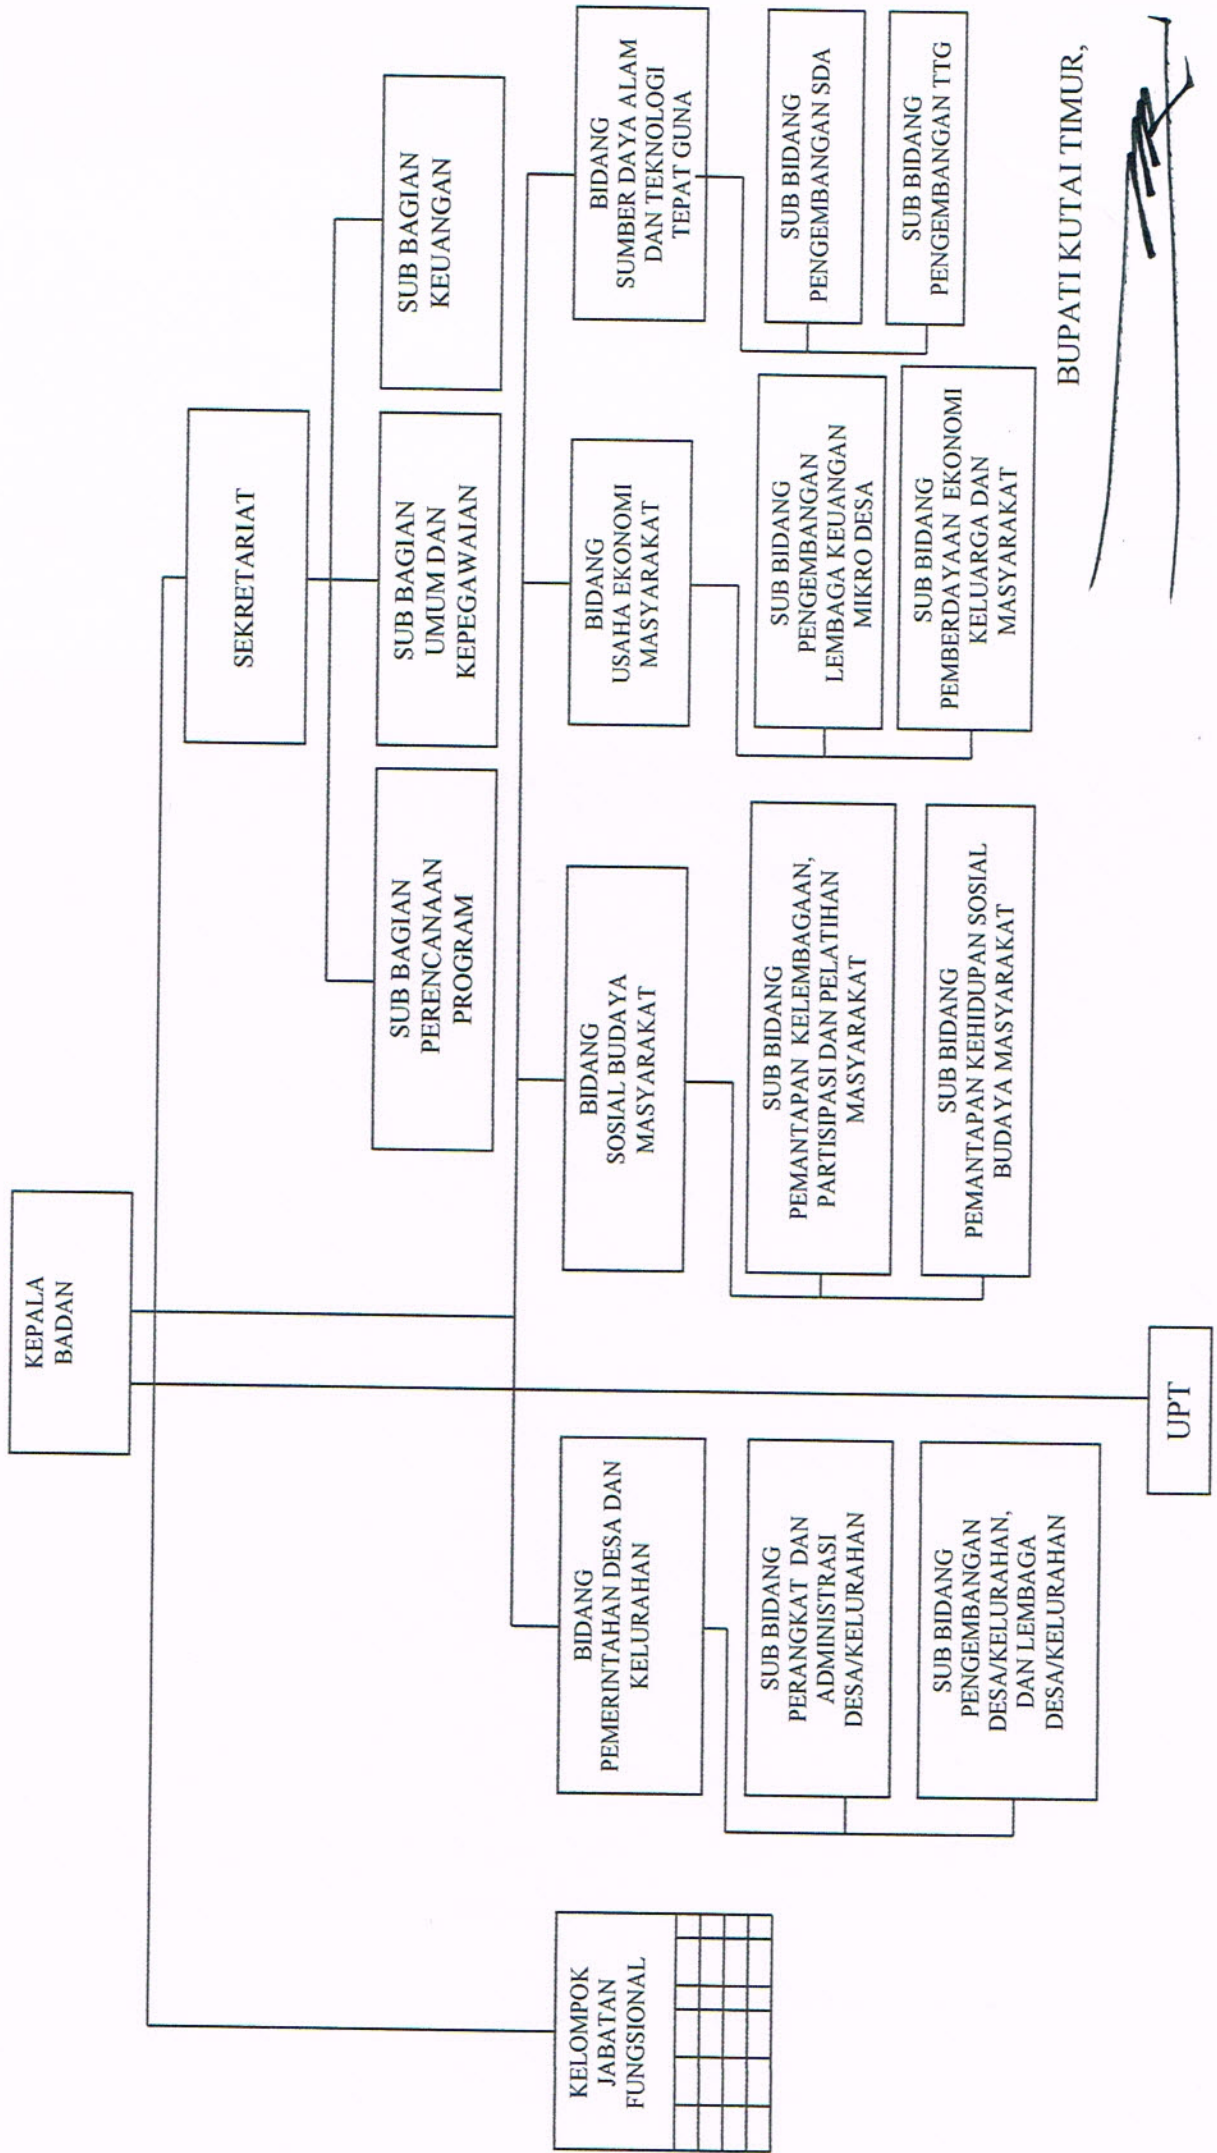 KEPALA
BADAN
SEKRETARIAT
SUB BAGIAN
PERENCANAAN
PROGRAM
SUB BAGIAN
UMUM DAN
KEPEGAWAIAN
SUB BAGIAN
KEUANGAN
KELOMPOK
JABATAN
FUNGSIONAL
BIDANG
PEMERINTAHAN DESA DAN
KELURAHAN
BIDANG
SOSIAL BUDAYA
MASYARAKAT
BIDANG
USAHA EKONOMI
MASYARAKAT
BIDANG
SUMBER DAYA ALAM
DAN TEKNOLOGI
TEPAT GUNA
SUB BIDANG
PERANGKAT DAN
ADMINISTRASI
DESA/KELURAHAN
SUB BIDANG
PEMANTAPAN KELEMBAGAAN,
PARTISIPASI DAN PELATIHAN
MASYARAKAT
SUB BIDANG
PENGEMBANGAN
LEMBAGA KEUANGAN
MIKRO DESA
SUB BIDANG
PENGEMBANGAN SDA
SUB BIDANG
PENGEMBANGAN
DESA/KELURAHAN,
DAN LEMBAGA
DESA/KELURAHAN
SUB BIDANG
PEMANTAPAN KEHIDUPAN SOSIAL
BUDAYA MASYARAKAT
SUB BIDANG
PEMBERDAYAAN EKONOMI
KELUARGA DAN
MASYARAKAT
SUB BIDANG
PENGEMBANGAN TTG
UPT
BUPATI KUTAI TIMUR,